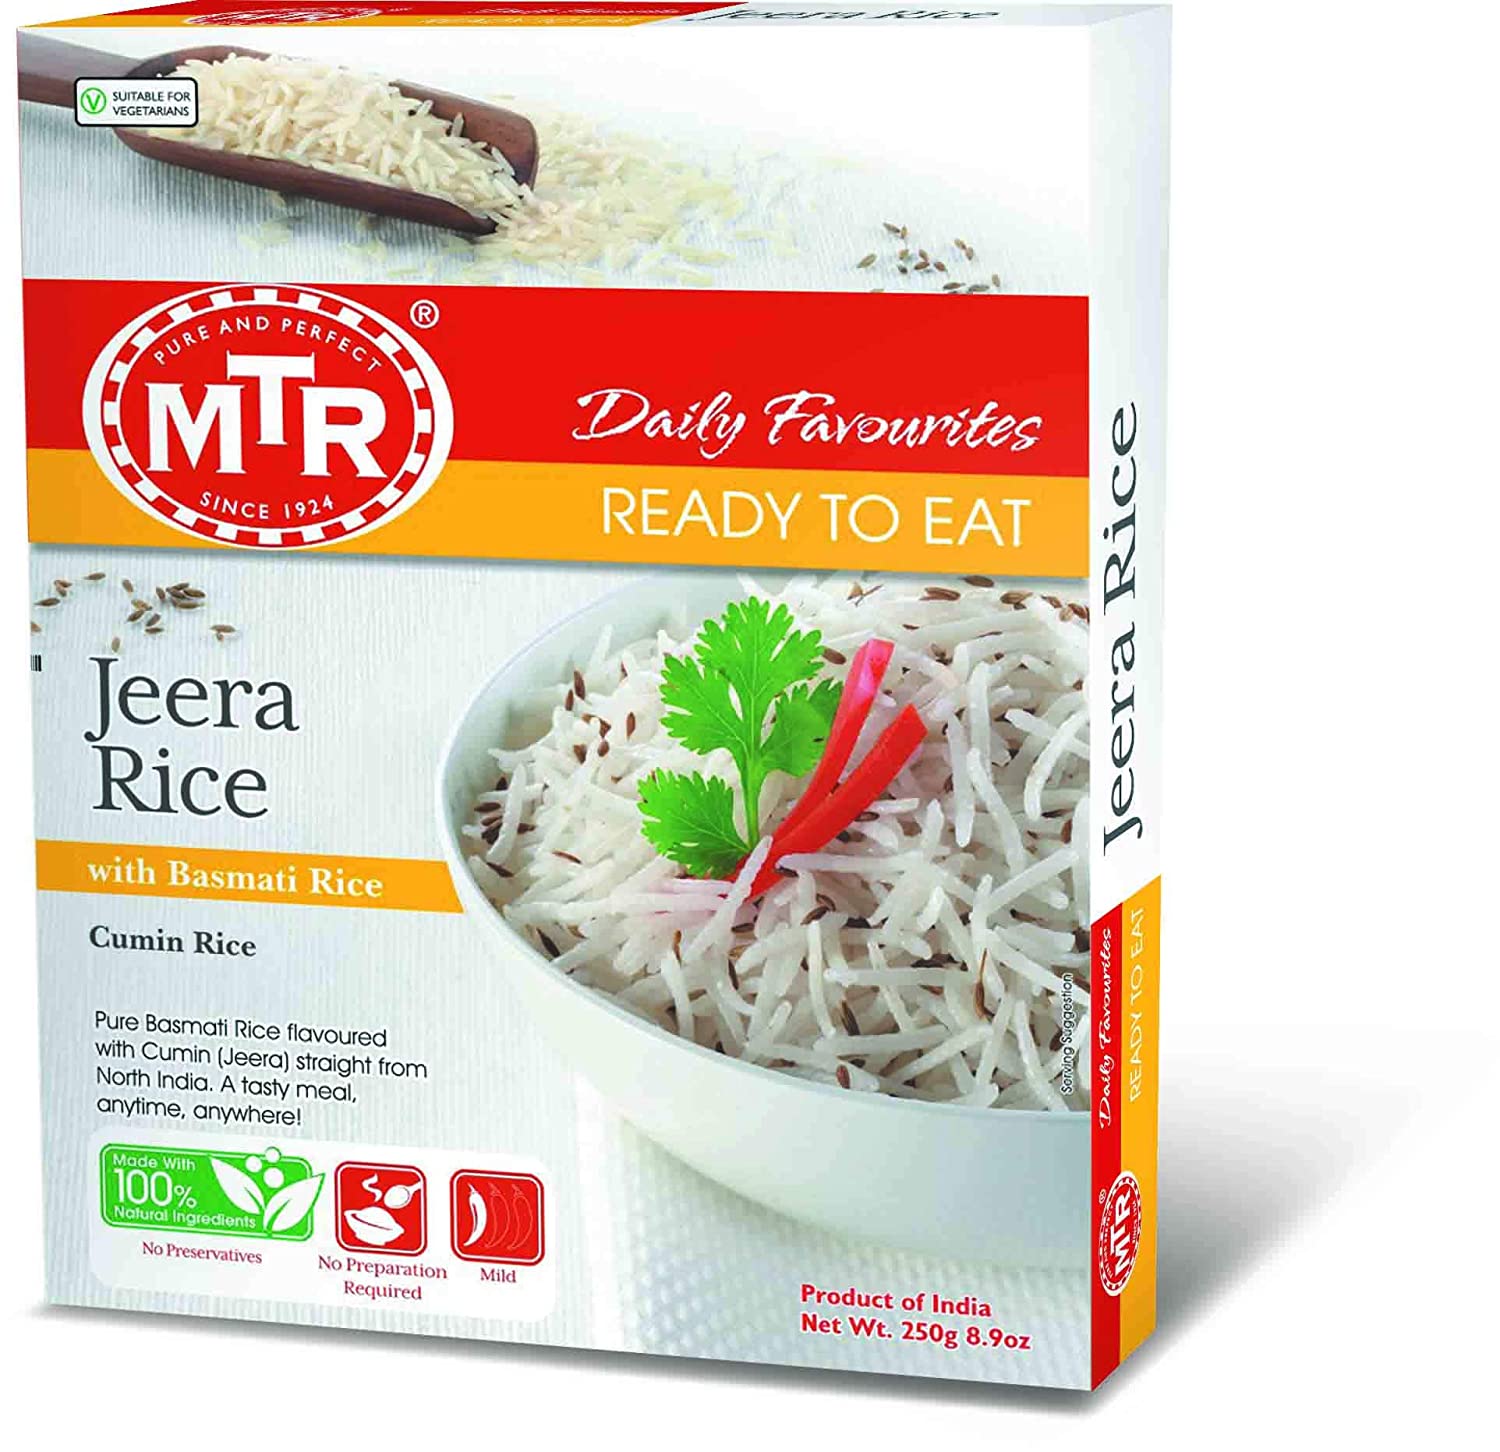 Jeera Rice
SUITABLE FOR
VEGETARIANS
PURE AND PERFECT
MTR
®
SINCE 1924
Daily Favourites
READY TO EAT
Jeera
Rice
with Basmati Rice
Cumin Rice
Pure Basmati Rice flavoured
with Cumin (Jeera) straight from
North India. A tasty meal,
anytime, anywhere!
Made With
100%
Natural Ingredients
No Preservatives
No Preparation
Required
Mild
Serving Suggestion
Product of India
Net Wt. 250g 8.9oz
Jeera Rice
Daily Favourites
READY TO EAT
MTR
®